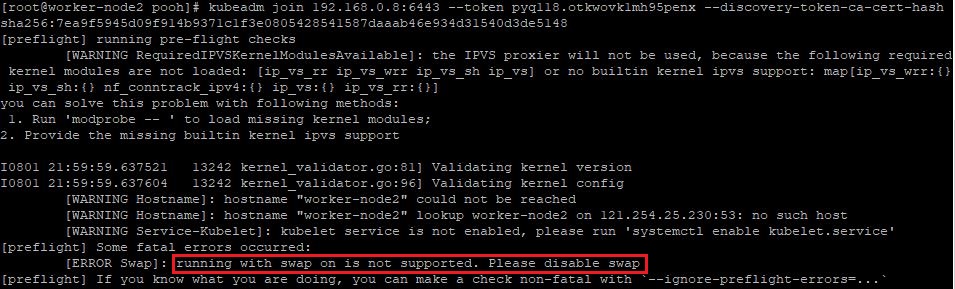 [root@worker-node2 pooh]# kubeadm join 192.168.0.8:6443 --token pyq118.otkwovk1mh95penx --discovery-token-ca-cert-hash
sha256:7ea9f5945d09f914b9371c1f3e0805428541587daaab46e934d31540d3de5148
[preflight] running pre-flight checks
[WARNING RequiredIPVSKernelModulesAvailable]: the IPVS proxier will not be used, because the following required
kernel modules are not loaded: [ip_vs_rr ip_vs_wrr ip_vs_sh ip_vs] or no builtin kernel ipvs support: map[ip_vs_wrr:{}
ip_vs_sh:{} nf_conntrack_ipv4:{} ip_vs:{} ip_vs_rr:{}]
you can solve this problem with following methods:
1. Run 'modprobe -- ' to load missing kernel modules;
2. Provide the missing builtin kernel ipvs support
I0801 21:59:59.637521 13242 kernel_validator.go:81] Validating kernel version
I0801 21:59:59.637604 13242 kernel_validator.go:96] Validating kernel config
[WARNING Hostname]: hostname "worker-node2" could not be reached
[WARNING Hostname]: hostname "worker-node2" lookup worker-node2 on 121.254.25.230:53: no such host
[WARNING Service-Kubelet]: kubelet service is not enabled, please run 'systemctl enable kubelet.service'
[preflight] Some fatal errors occurred:
[ERROR Swap]: running with swap on is not supported. Please disable swap
[preflight] If you know what you are doing, you can make a check non-fatal with `--ignore-preflight-errors=...`